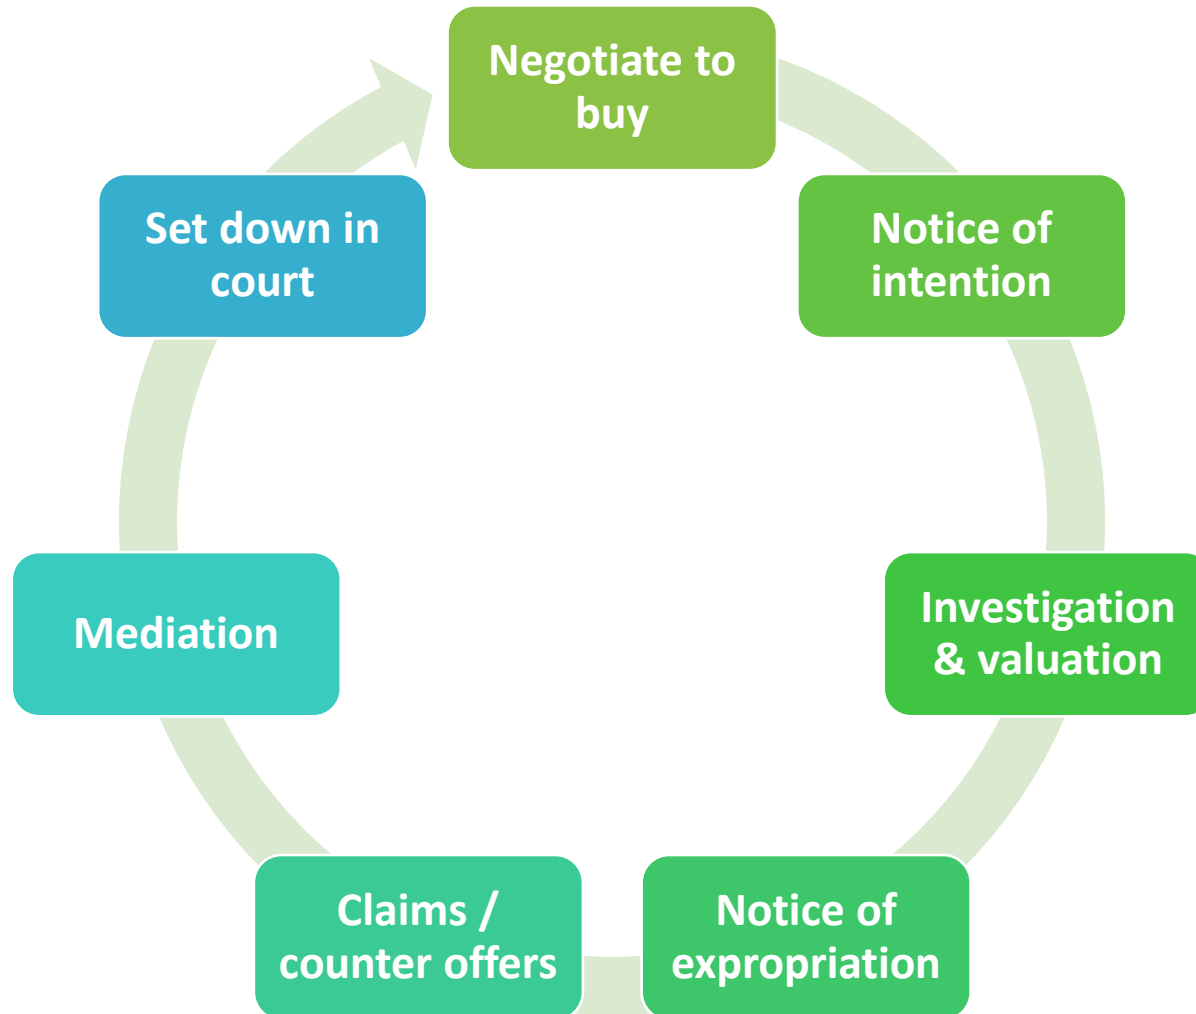 Negotiate to
buy
Notice of
intention
Investigation
& valuation
Notice of
expropriation
Claims /
counter offers
Mediation
Set down in
court